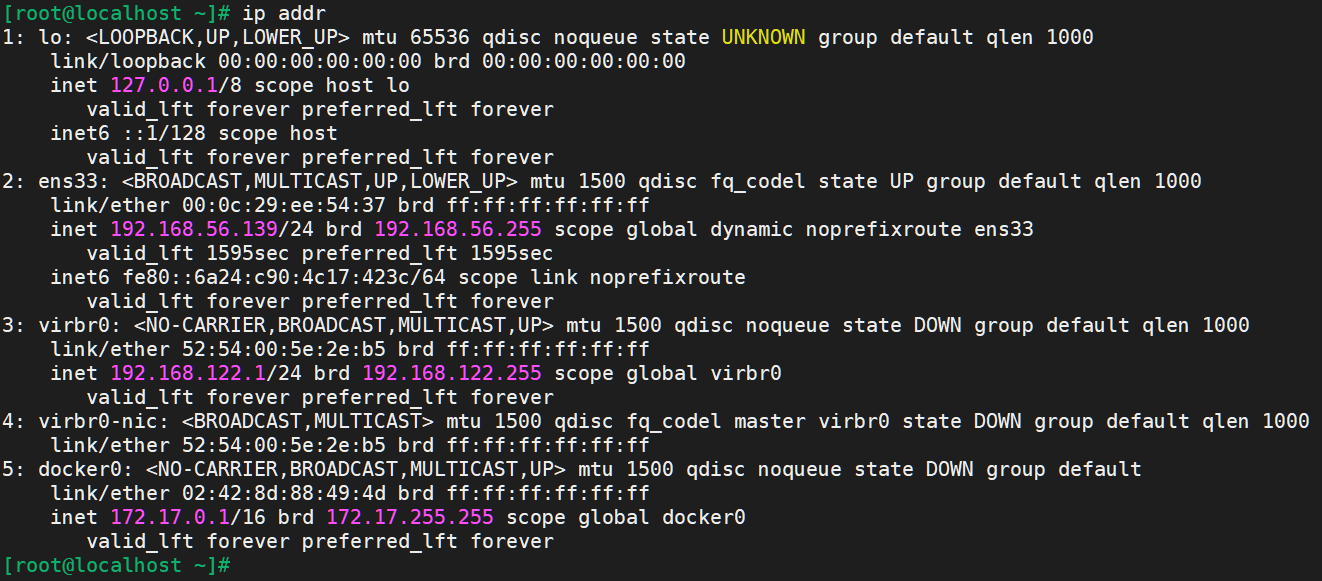 [root@localhost ~]# ip addr
1: lo: <LOOPBACK,UP,LOWER_UP> mtu 65536 qdisc noqueue state UNKNOWN group default qlen 1000
    link/loopback 00:00:00:00:00:00 brd 00:00:00:00:00:00
    inet 127.0.0.1/8 scope host lo
       valid_lft forever preferred_lft forever
    inet6 ::1/128 scope host
       valid_lft forever preferred_lft forever
2: ens33: <BROADCAST,MULTICAST,UP,LOWER_UP> mtu 1500 qdisc fq_codel state UP group default qlen 1000
    link/ether 00:0c:29:ee:54:37 brd ff:ff:ff:ff:ff:ff
    inet 192.168.56.139/24 brd 192.168.56.255 scope global dynamic noprefixroute ens33
       valid_lft 1595sec preferred_lft 1595sec
    inet6 fe80::6a24:c90:4c17:423c/64 scope link noprefixroute
       valid_lft forever preferred_lft forever
3: virbr0: <NO-CARRIER,BROADCAST,MULTICAST,UP> mtu 1500 qdisc noqueue state DOWN group default qlen 1000
    link/ether 52:54:00:5e:2e:b5 brd ff:ff:ff:ff:ff:ff
    inet 192.168.122.1/24 brd 192.168.122.255 scope global virbr0
       valid_lft forever preferred_lft forever
4: virbr0-nic: <BROADCAST,MULTICAST> mtu 1500 qdisc fq_codel master virbr0 state DOWN group default qlen 1000
    link/ether 52:54:00:5e:2e:b5 brd ff:ff:ff:ff:ff:ff
5: docker0: <NO-CARRIER,BROADCAST,MULTICAST,UP> mtu 1500 qdisc noqueue state DOWN group default
    link/ether 02:42:8d:88:49:4d brd ff:ff:ff:ff:ff:ff
    inet 172.17.0.1/16 brd 172.17.255.255 scope global docker0
       valid_lft forever preferred_lft forever
[root@localhost ~]#